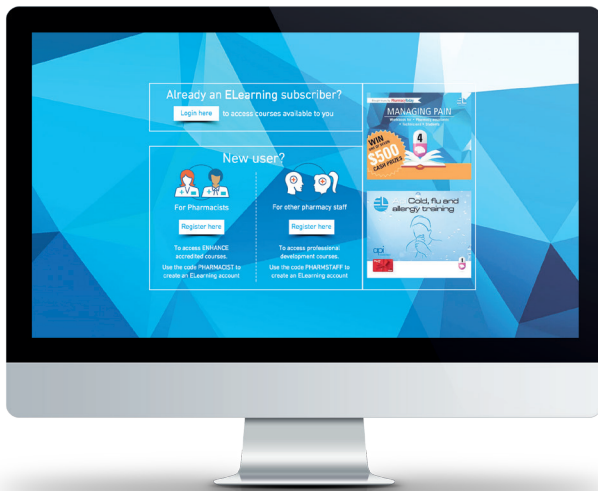 Already an ELearning subscriber?
Login here to access courses available to you
New user?
For Pharmacists
Register here
To access ENHANCE
accredited courses.
Use the code PHARMACIST to
create an ELearning account
For other pharmacy staff
Register here
To access professional
development courses.
Use the code PHARMSTAFF to
create an ELearning account
MANAGING PAIN
4
WIN
$500
CASH PRIZES
Cold, flu and
allergy training